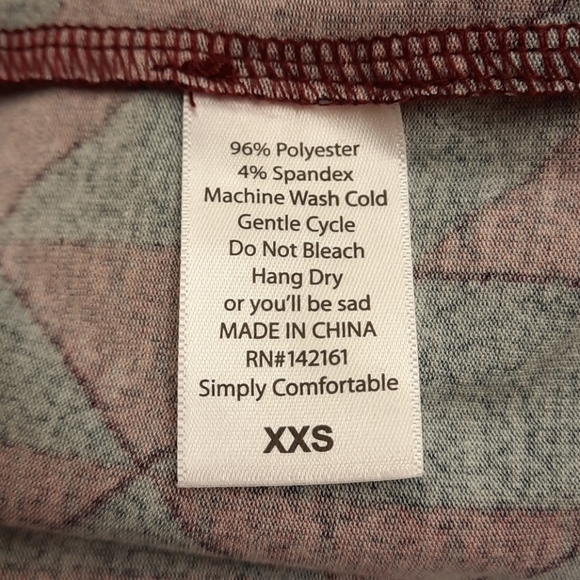 96% Polyester
4% Spandex
Machine Wash Cold
Gentle Cycle
Do Not Bleach
Hang Dry
or you'll be sad
MADE IN CHINA
RN#142161
Simply Comfortable
XXS